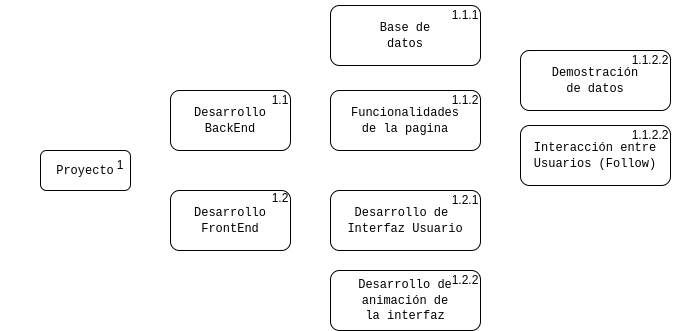 1
Proyecto
1.1
Desarrollo
BackEnd
1.2
Desarrollo
FrontEnd
1.1.1
Base de
datos
1.1.2
Funcionalidades
de la pagina
1.2.1
Desarrollo de
Interfaz Usuario
1.2.2
Desarrollo de
animación de
la interfaz
1.1.2.2
Demostración
de datos
1.1.2.2
Interacción entre
Usuarios (Follow)